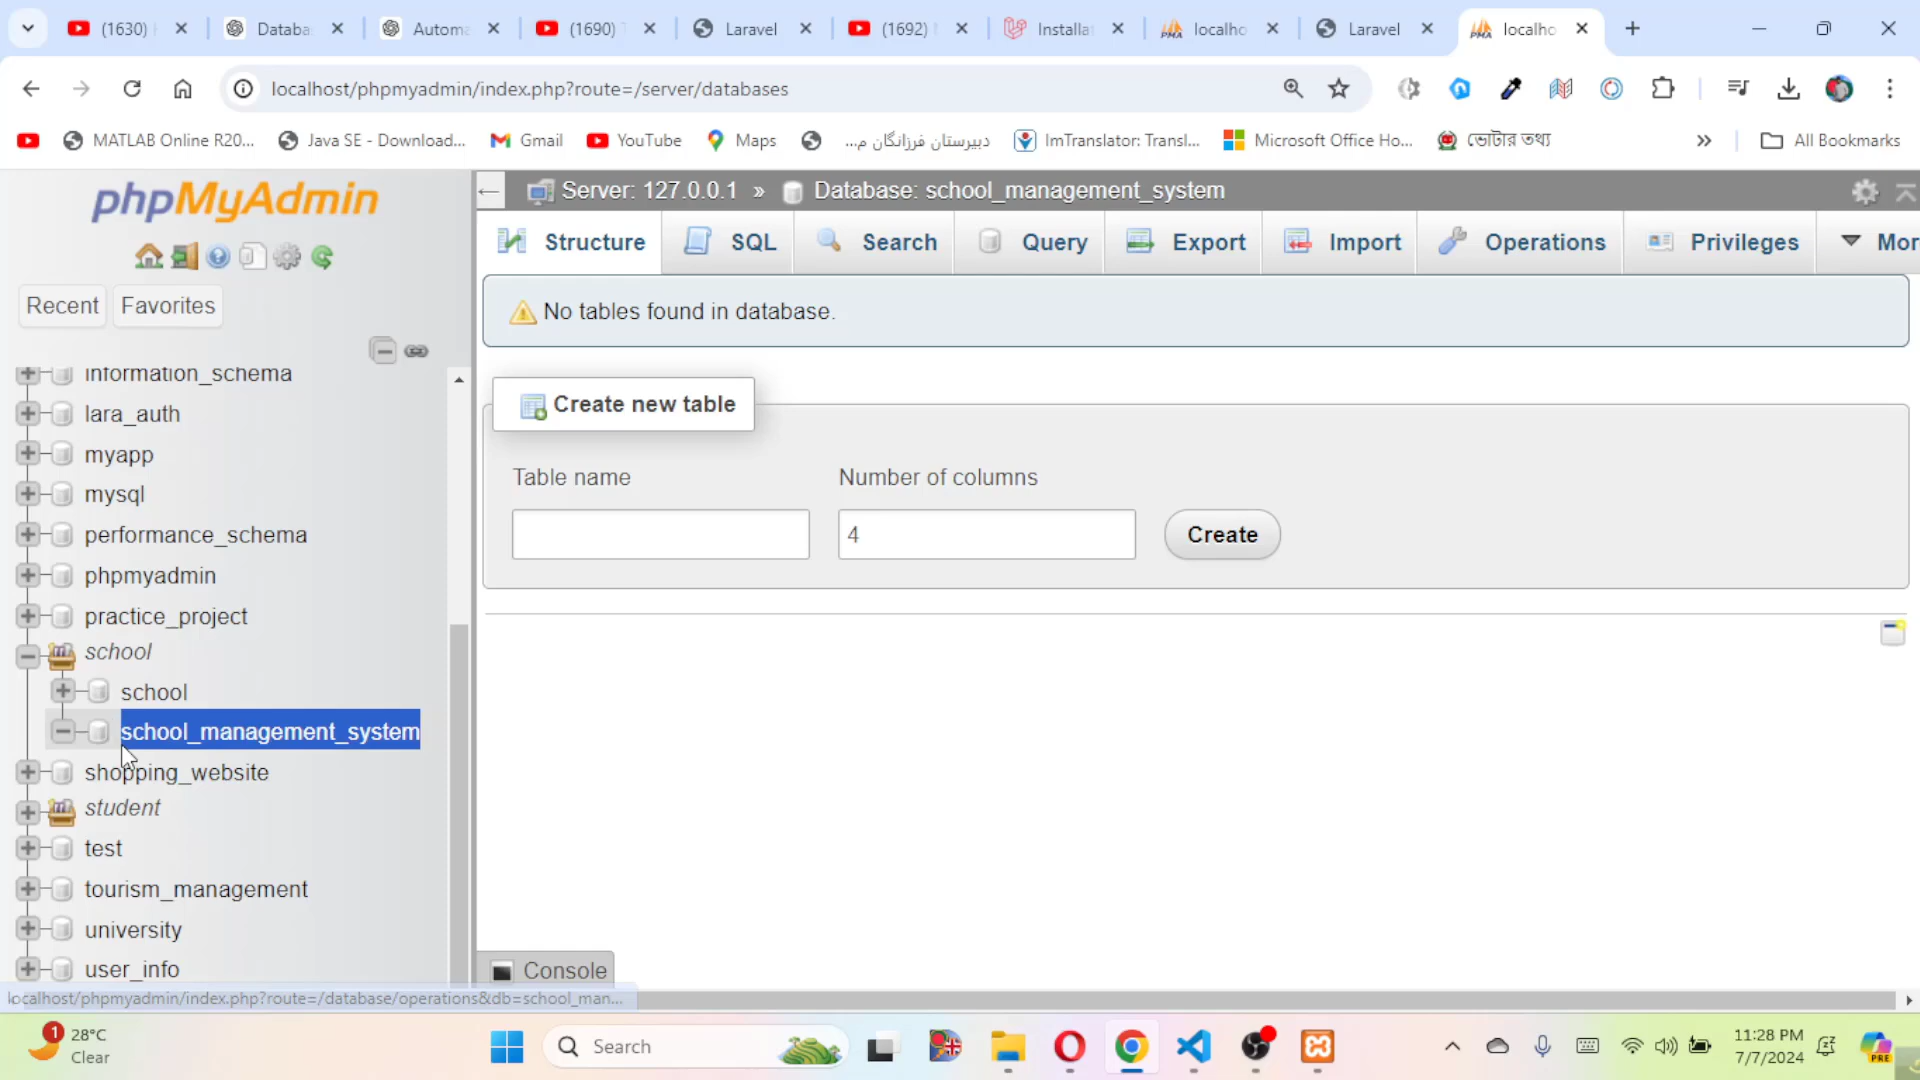 (1630)
Databa
Automa
(1690)
Laravel
(1692)
Installa
localho
Laravel
localho
localhost/phpmyadmin/index.php?route=/server/databases
MATLAB Online R20...
Java SE - Download...
Gmail
YouTube
Maps
دبیرستان فرزانگان م...
ImTranslator: Transl...
Microsoft Office Ho...
ভোটার তথ্য
All Bookmarks
phpMyAdmin
Recent
Favorites
information_schema
lara_auth
myapp
mysql
performance_schema
phpmyadmin
practice_project
school
school
school_management_system
shopping_website
student
test
tourism_management
university
user_info
localhost/phpmyadmin/index.php?route=/database/operations&db=school_man...
Server: 127.0.0.1 » Database: school_management_system
Structure
SQL
Search
Query
Export
Import
Operations
Privileges
Mor
No tables found in database.
Create new table
Table name
Number of columns
4
Create
Console
1
28°C
Clear
Search
PRE
11:28 PM
7/7/2024